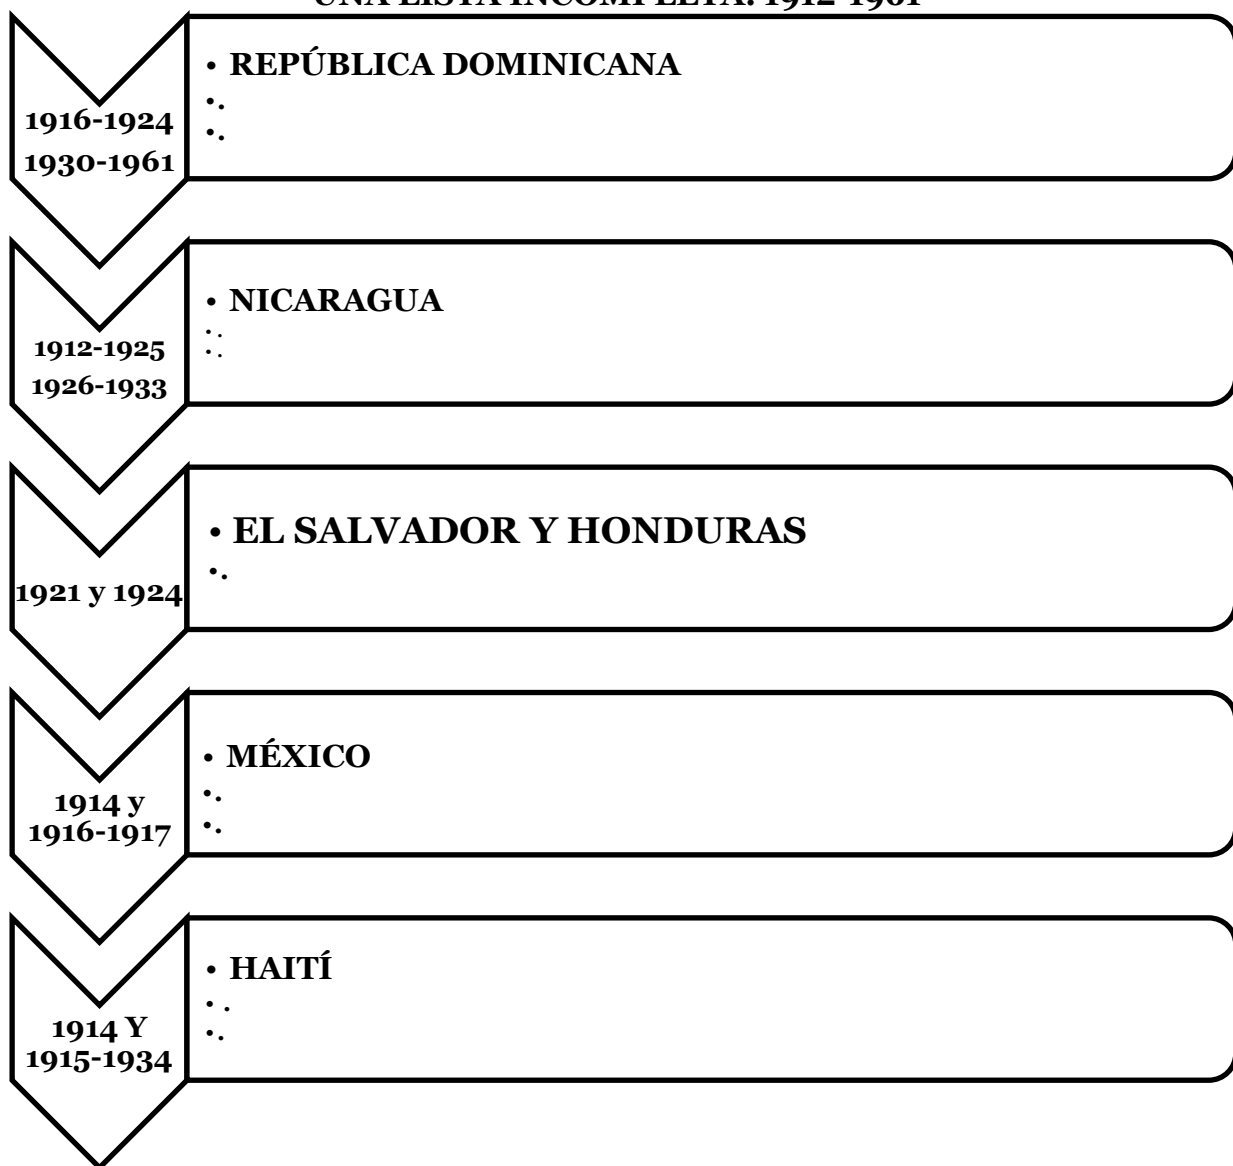 UNA LISTA INCOMPLETA: 1912-1961
1916-1924
1930-1961
• REPÚBLICA DOMINICANA
•.
•.
1912-1925
1926-1933
• NICARAGUA
•.
•.
1921 y 1924
• EL SALVADOR Y HONDURAS
•.
1914 y
1916-1917
• MÉXICO
•.
•.
1914 Y
1915-1934
• HAITÍ
• .
•.